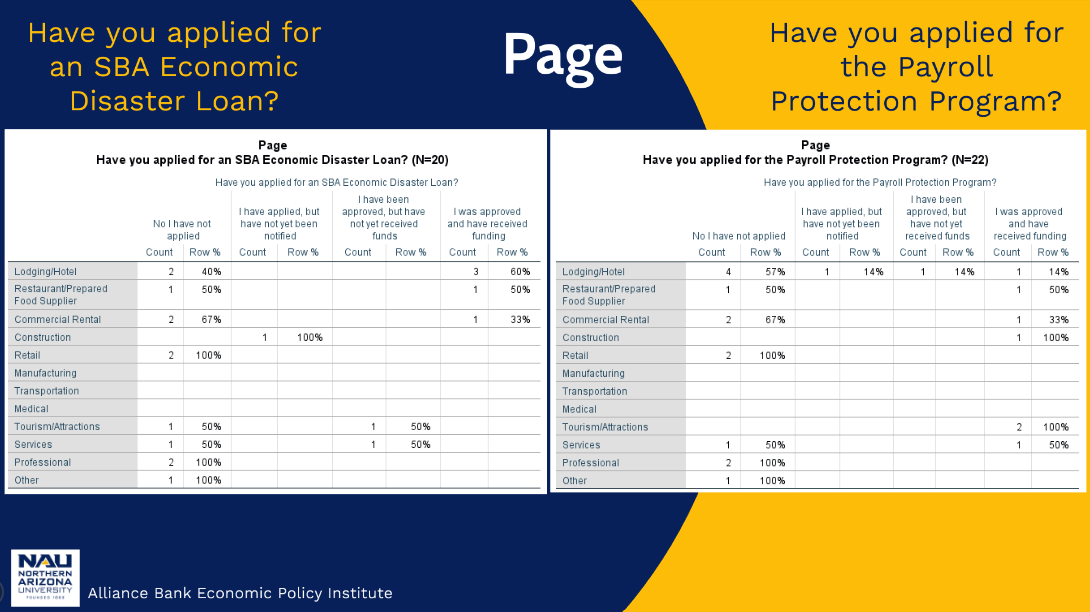 Have you applied for
an SBA Economic
Disaster Loan?
Page
Have you applied for
the Payroll
Protection Program?
Page
Have you applied for an SBA Economic Disaster Loan? (N=20)
Have you applied for an SBA Economic Disaster Loan?
No I have not applied
I have applied, but have not yet been notified
I have been approved, but have not yet received funds
I was approved and have received funding
Count Row % Count Row % Count Row % Count Row %
Lodging/Hotel 2 40% 3 60%
Restaurant/Prepared Food Supplier 1 50% 1 50%
Commercial Rental 2 67% 1 33%
Construction 1 100%
Retail 2 100%
Manufacturing
Transportation
Medical
Tourism/Attractions 1 50% 1 50%
Services 1 50% 1 50%
Professional 2 100%
Other 1 100%
Page
Have you applied for the Payroll Protection Program? (N=22)
Have you applied for the Payroll Protection Program?
No I have not applied
I have applied, but have not yet been notified
I have been approved, but have not yet received funds
I was approved and have received funding
Count Row % Count Row % Count Row % Count Row %
Lodging/Hotel 4 57% 1 14% 1 14% 1 14%
Restaurant/Prepared Food Supplier 1 50% 1 50%
Commercial Rental 2 67% 1 33%
Construction 1 100%
Retail 2 100%
Manufacturing
Transportation
Medical
Tourism/Attractions 2 100%
Services 1 50% 1 50%
Professional 2 100%
Other 1 100%
NAU
NORTHERN
ARIZONA
UNIVERSITY
FOUNDED 1899
Alliance Bank Economic Policy Institute